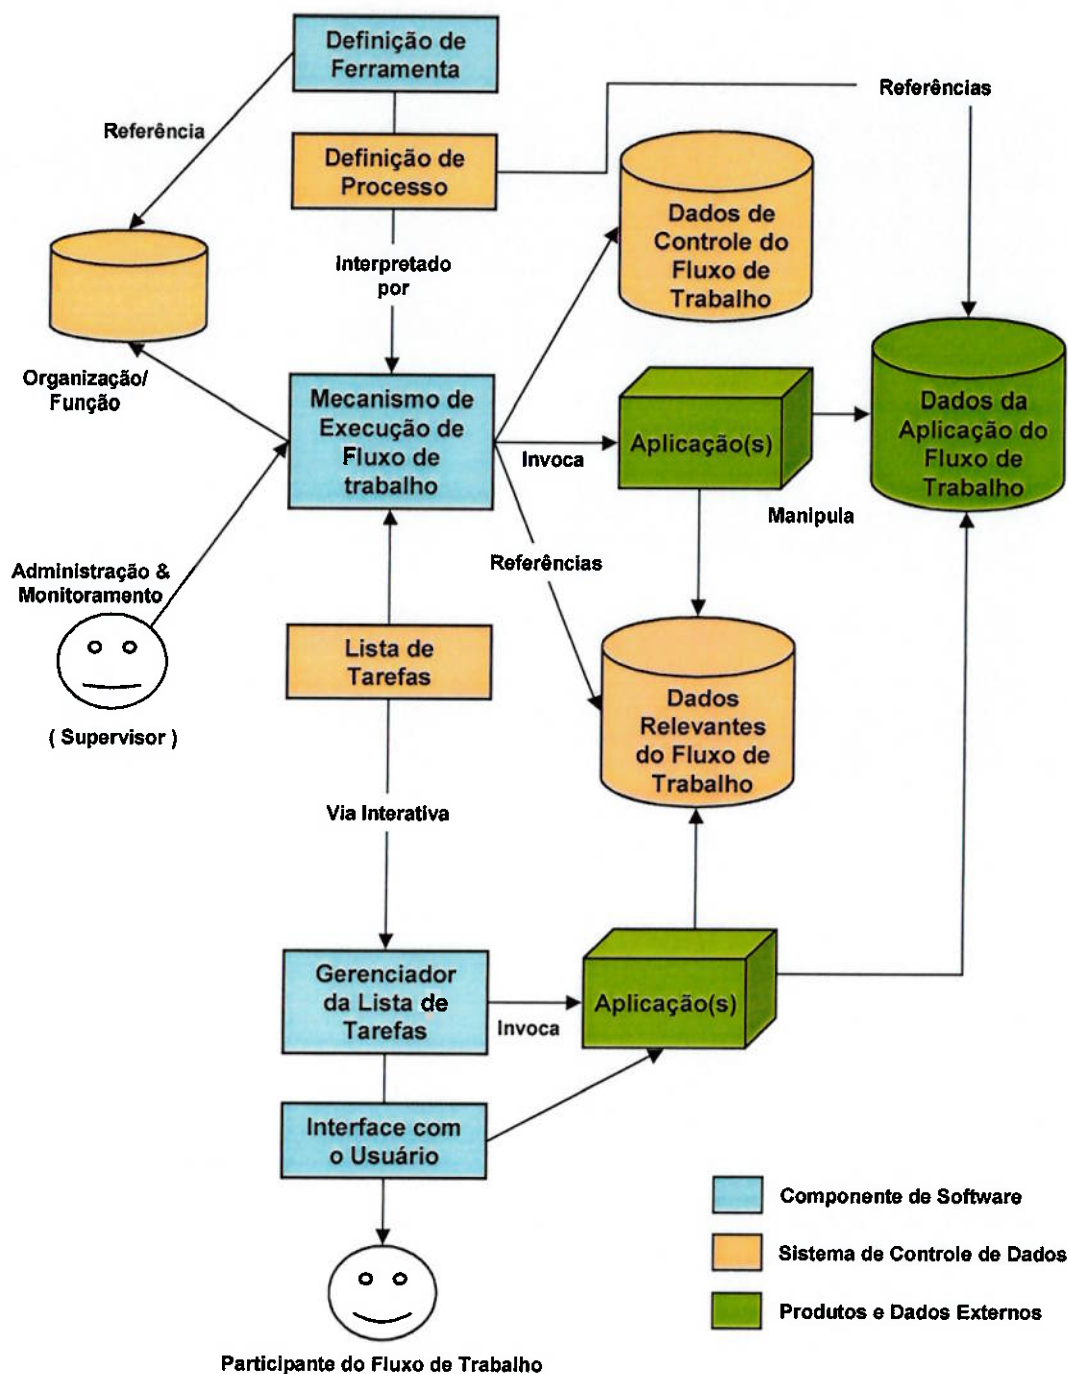 Definição de
Ferramenta
Referências
Referência
Definição de
Processo
Dados de
Controle do
Fluxo de
Trabalho
Interpretado
por
Organização/
Função
Mecanismo de
Execução de
Fluxo de
trabalho
Invoca
Aplicação(s)
Dados da
Aplicação do
Fluxo de
Trabalho
Manipula
Referências
Administração &
Monitoramento
( Supervisor )
Lista de
Tarefas
Dados
Relevantes
do Fluxo de
Trabalho
Via Interativa
Gerenciador
da Lista de
Tarefas
Invoca
Aplicação(s)
Interface com
o Usuário
Componente de Software
Sistema de Controle de Dados
Produtos e Dados Externos
Participante do Fluxo de Trabalho